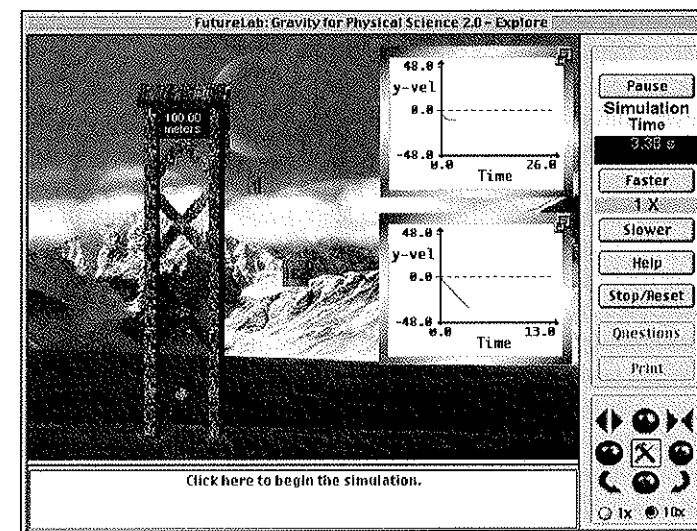 FutureLab: Gravity for Physical Science 2.0 - Explore
100.00
meters
48.0
y-vel
0.0
-48.0
0.0
26.0
Time
48.0
y-vel
0.0
-48.0
0.0
13.0
Time
Pause
Simulation
Time
3.38 s
Faster
1 X
Slower
Help
Stop/Reset
Questions
Print
1x
10x
Click here to begin the simulation.